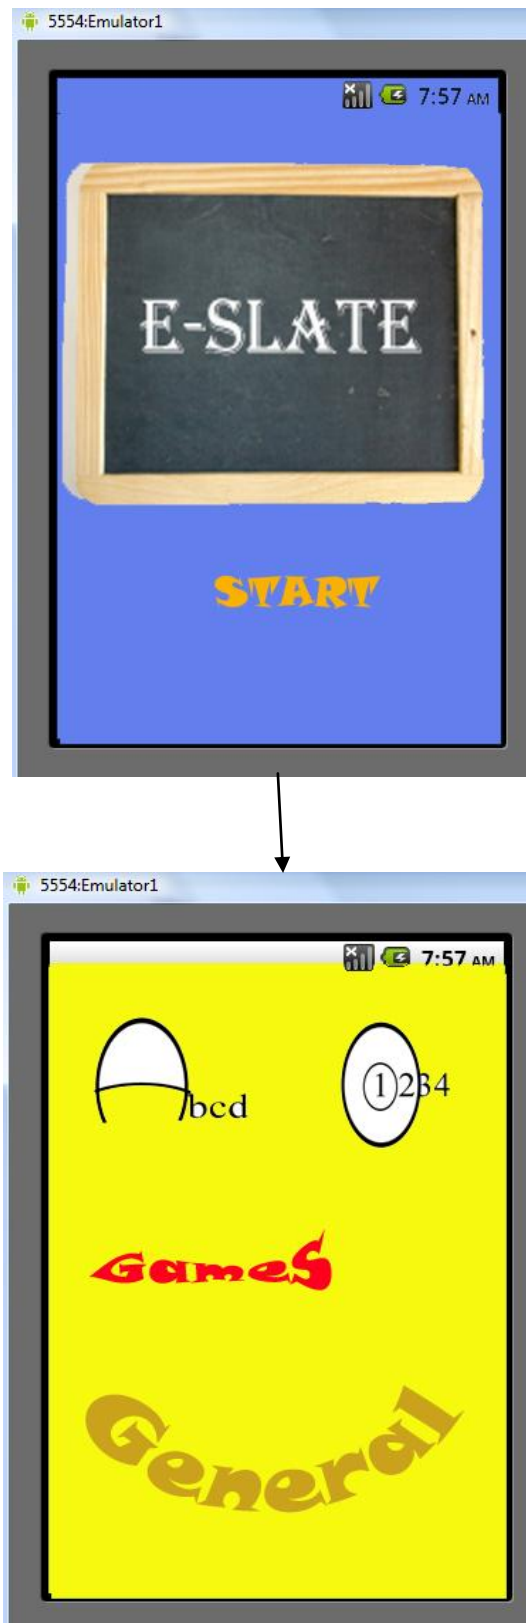 5554:Emulator1
7:57 AM
E-SLATE
START
5554:Emulator1
7:57 AM
bcd
1234
Games
General